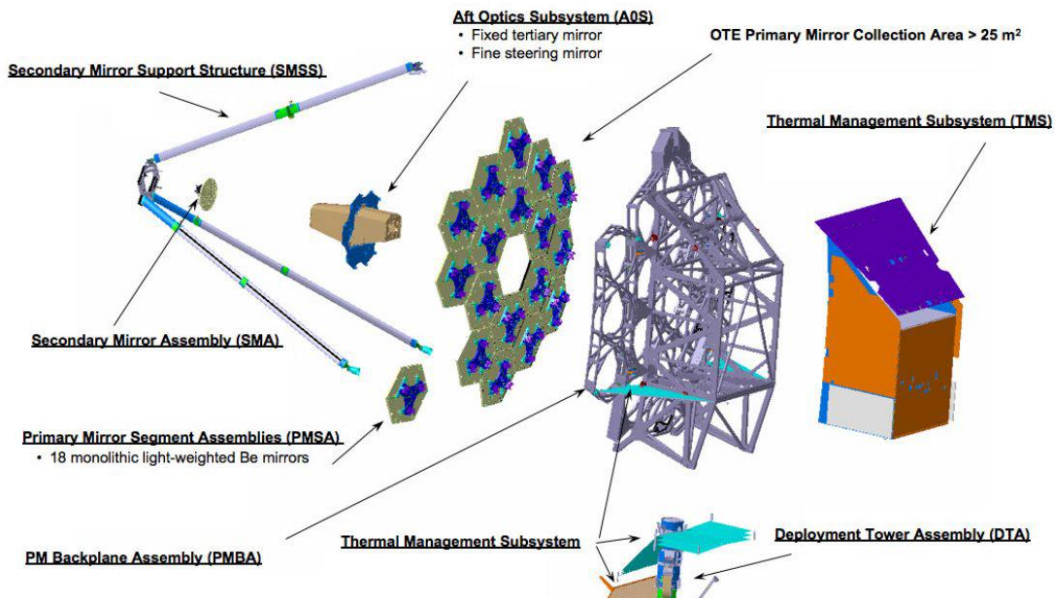 Aft Optics Subsystem (A0S)
• Fixed tertiary mirror
• Fine steering mirror
OTE Primary Mirror Collection Area > 25 m²
Secondary Mirror Support Structure (SMSS)
Thermal Management Subsystem (TMS)
Secondary Mirror Assembly (SMA)
Primary Mirror Segment Assemblies (PMSA)
• 18 monolithic light-weighted Be mirrors
PM Backplane Assembly (PMBA)
Thermal Management Subsystem
Deployment Tower Assembly (DTA)